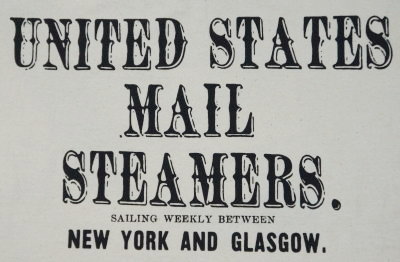 UNITED STATES
MAIL
STEAMERS.
SAILING WEEKLY BETWEEN
NEW YORK AND GLASGOW.